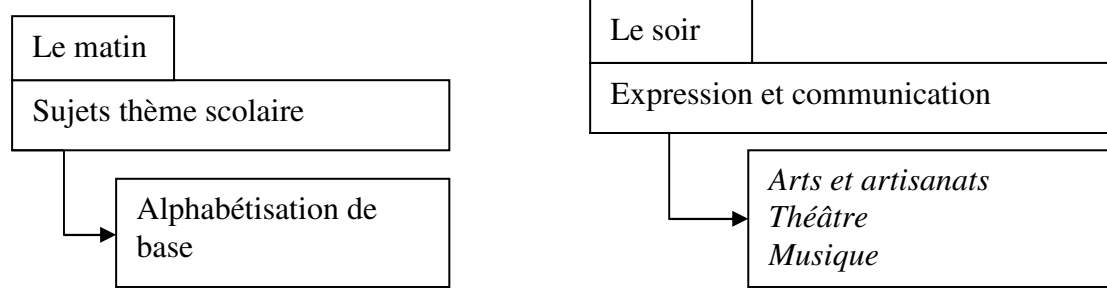 Le matin
Sujets thème scolaire
Alphabétisation de
base
Le soir
Expression et communication
Arts et artisanats
Théâtre
Musique